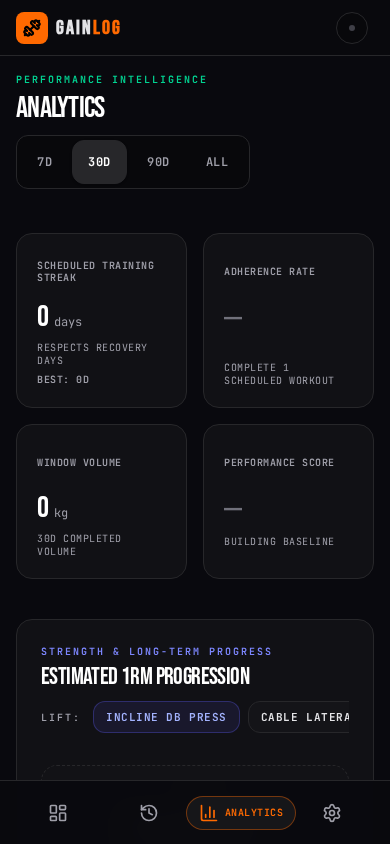 GAINLOG
PERFORMANCE INTELLIGENCE
ANALYTICS
7D 30D 90D ALL
SCHEDULED TRAINING
STREAK
0 days
RESPECTS RECOVERY
DAYS
BEST: 0D
ADHERENCE RATE
—
COMPLETE 1
SCHEDULED WORKOUT
WINDOW VOLUME
0 kg
30D COMPLETED
VOLUME
PERFORMANCE SCORE
—
BUILDING BASELINE
STRENGTH & LONG-TERM PROGRESS
ESTIMATED 1RM PROGRESSION
LIFT: INCLINE DB PRESS CABLE LATERA
ANALYTICS